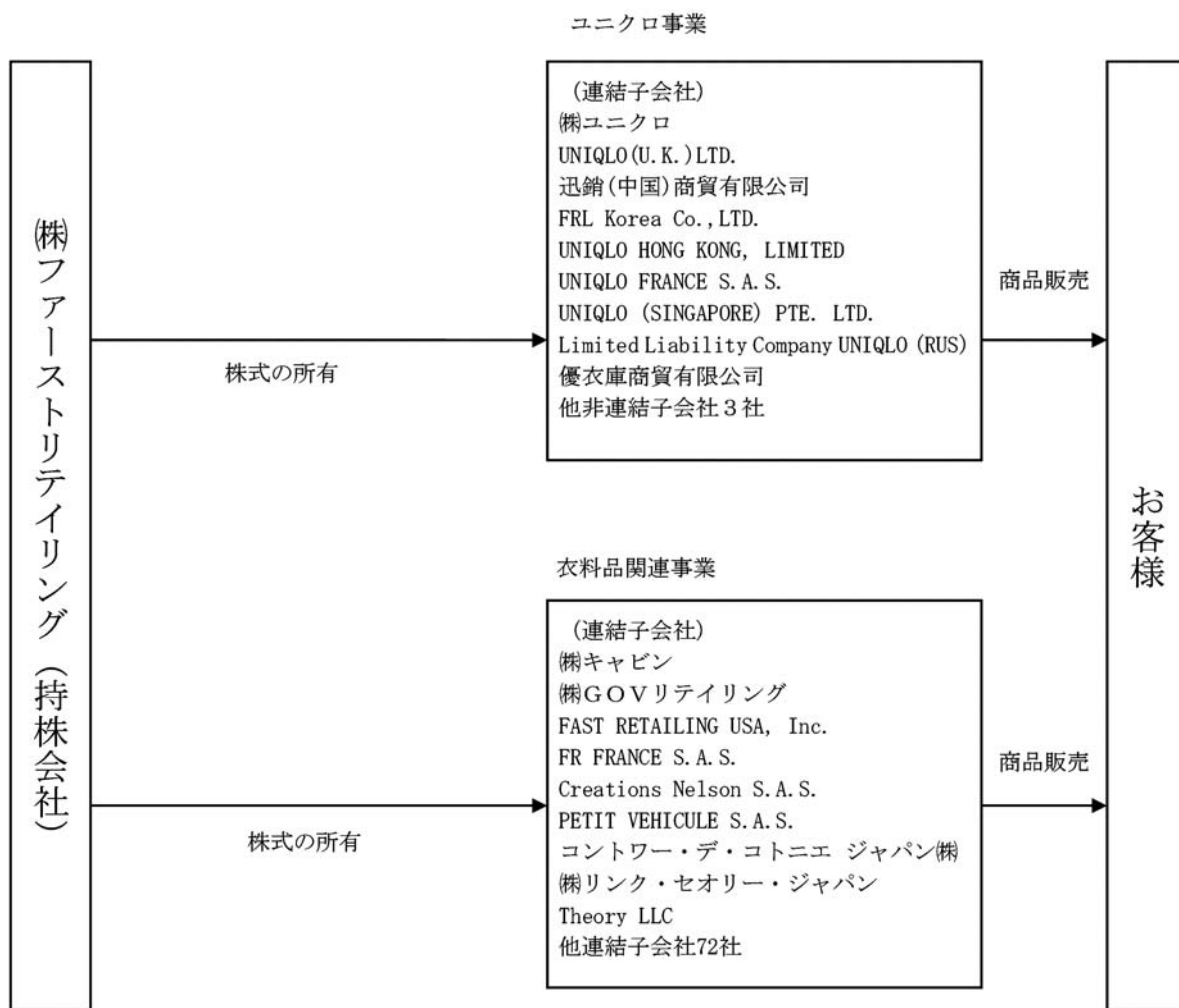 ユニクロ事業
㈱ファーストリテイリング（持株会社）
株式の所有
（連結子会社）
㈱ユニクロ
UNIQLO(U.K.)LTD.
迅銷(中国)商貿有限公司
FRL Korea Co.,LTD.
UNIQLO HONG KONG, LIMITED
UNIQLO FRANCE S.A.S.
UNIQLO (SINGAPORE) PTE. LTD.
Limited Liability Company UNIQLO (RUS)
優衣庫商貿有限公司
他非連結子会社３社
商品販売
お客様
衣料品関連事業
株式の所有
（連結子会社）
㈱キャビン
㈱ＧＯＶリテイリング
FAST RETAILING USA, Inc.
FR FRANCE S.A.S.
Creations Nelson S.A.S.
PETIT VEHICULE S.A.S.
コントワー・デ・コトニエ ジャパン㈱
㈱リンク・セオリー・ジャパン
Theory LLC
他連結子会社72社
商品販売